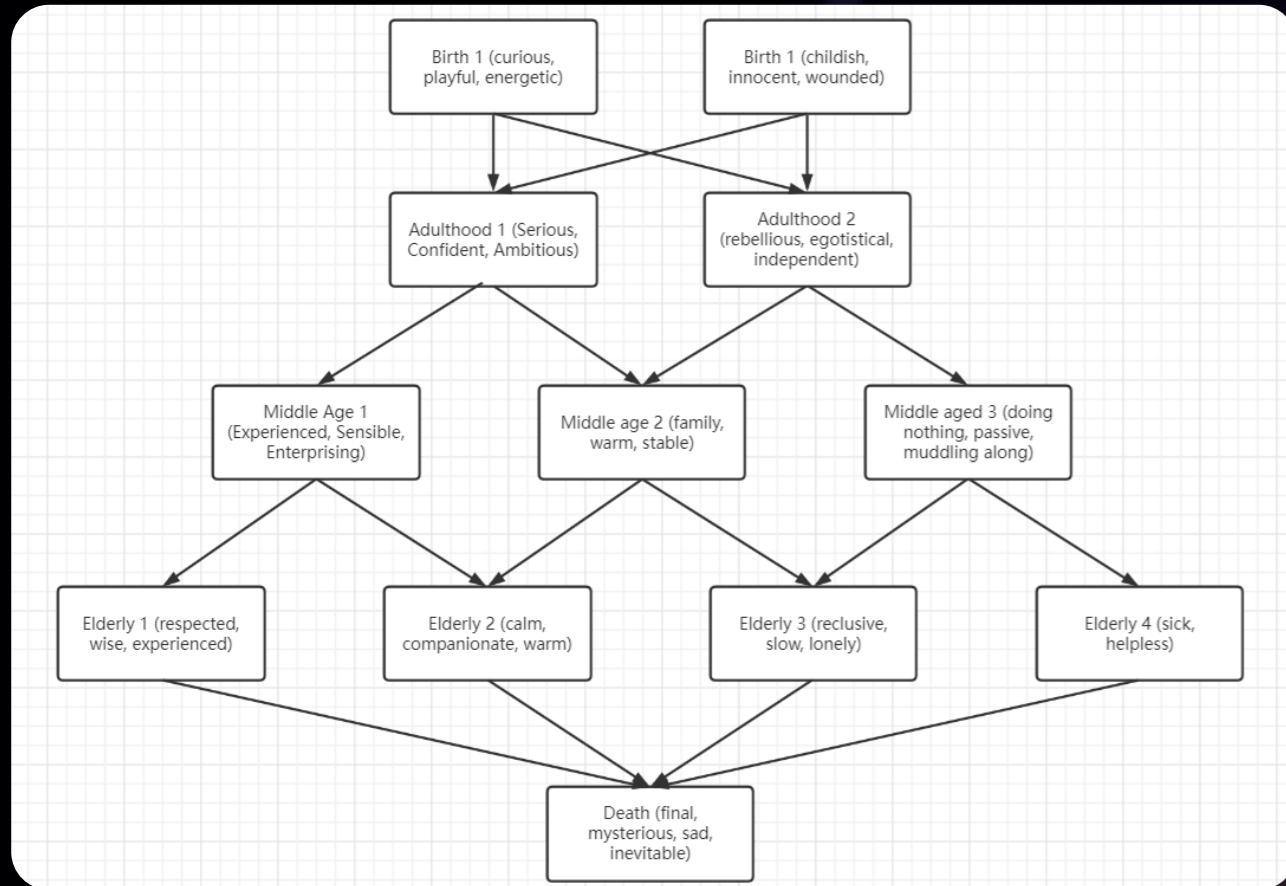 Birth 1 (curious,
playful, energetic)
Birth 1 (childish,
innocent, wounded)
Adulthood 1 (Serious,
Confident, Ambitious)
Adulthood 2
(rebellious, egotistical,
independent)
Middle Age 1
(Experienced, Sensible,
Enterprising)
Middle age 2 (family,
warm, stable)
Middle aged 3 (doing
nothing, passive,
muddling along)
Elderly 1 (respected,
wise, experienced)
Elderly 2 (calm,
companionate, warm)
Elderly 3 (reclusive,
slow, lonely)
Elderly 4 (sick,
helpless)
Death (final,
mysterious, sad,
inevitable)